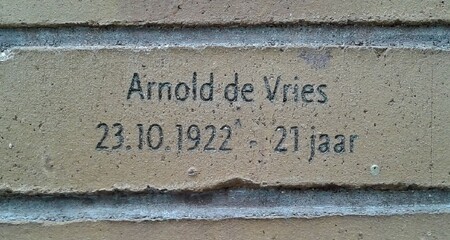 Arnold de Vries
23.10.1922 - 21 jaar